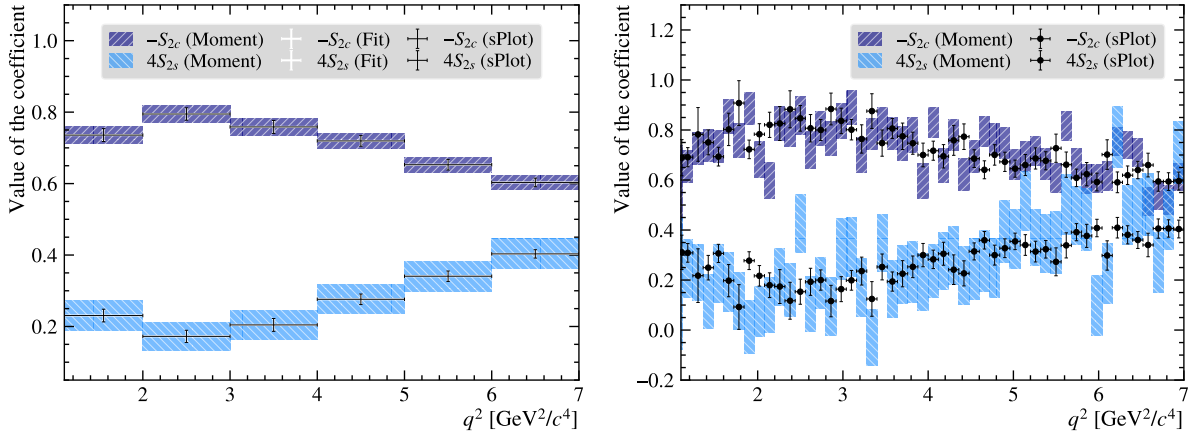 Value of the coefficient
1.0
0.8
0.6
0.4
0.2
−S2c (Moment) −S2c (Fit) −S2c (sPlot)
4S2s (Moment) 4S2s (Fit) 4S2s (sPlot)
2 3 4 5 6 7
q² [GeV²/c⁴]
Value of the coefficient
1.2
1.0
0.8
0.6
0.4
0.2
0.0
−0.2
−S2c (Moment) −S2c (sPlot)
4S2s (Moment) 4S2s (sPlot)
2 3 4 5 6 7
q² [GeV²/c⁴]